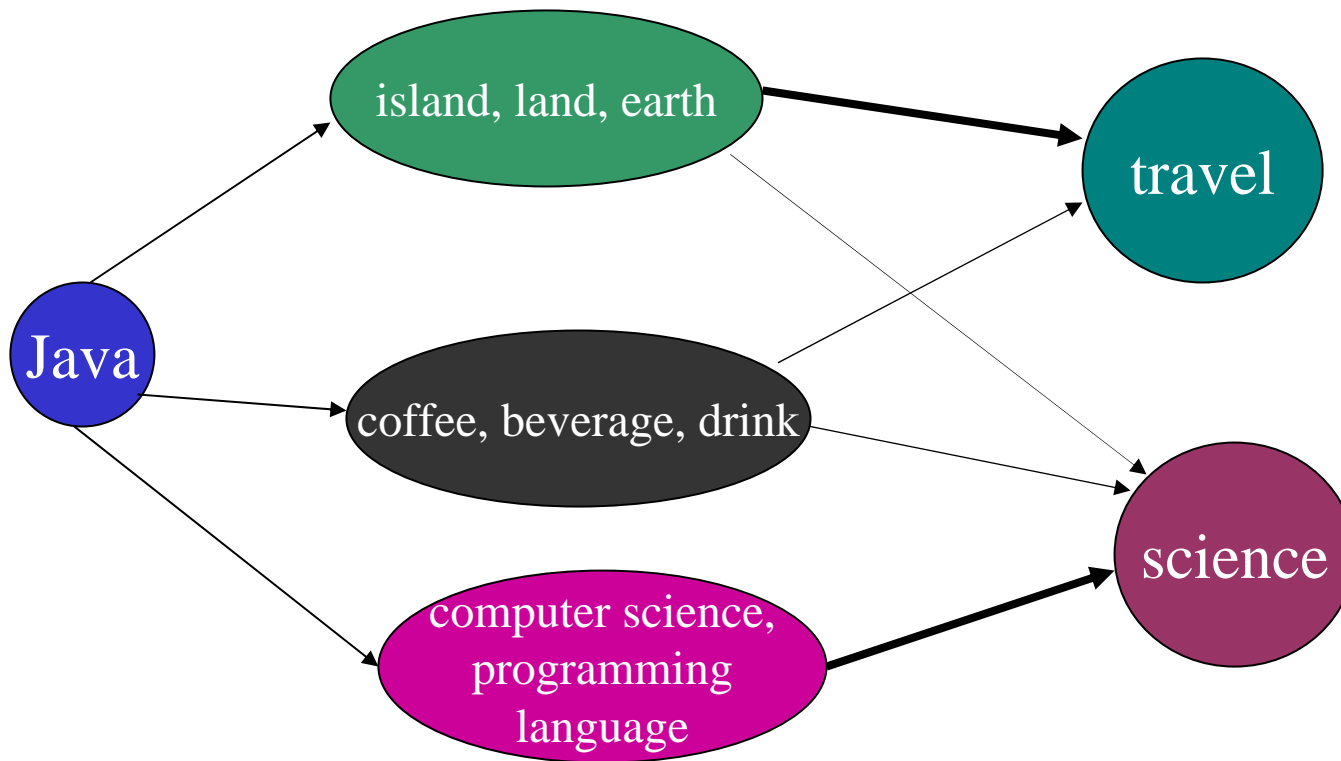 island, land, earth
travel
Java
coffee, beverage, drink
science
computer science,
programming
language